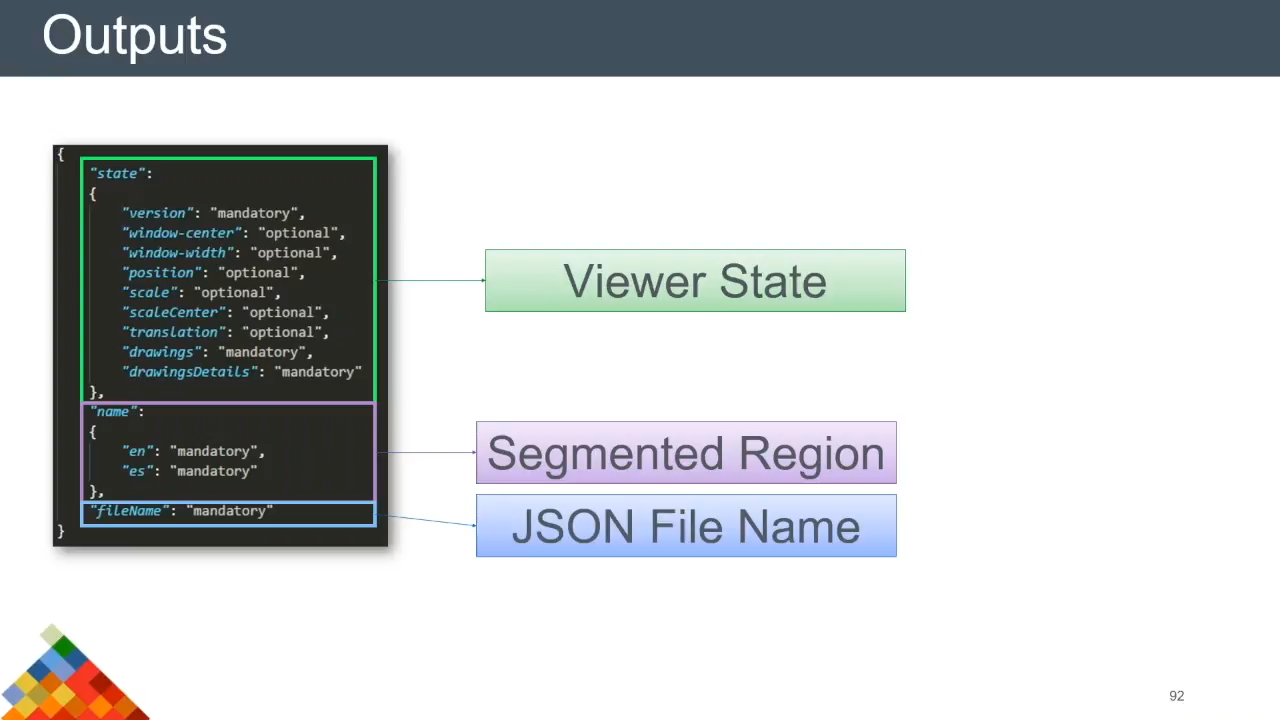 Outputs
{
"state":
{
"version": "mandatory",
"window-center": "optional",
"window-width": "optional",
"position": "optional",
"scale": "optional",
"scaleCenter": "optional",
"translation": "optional",
"drawings": "mandatory",
"drawingsDetails": "mandatory"
},
"name":
{
"en": "mandatory",
"es": "mandatory"
},
"fileName": "mandatory"
}
Viewer State
Segmented Region
JSON File Name
92